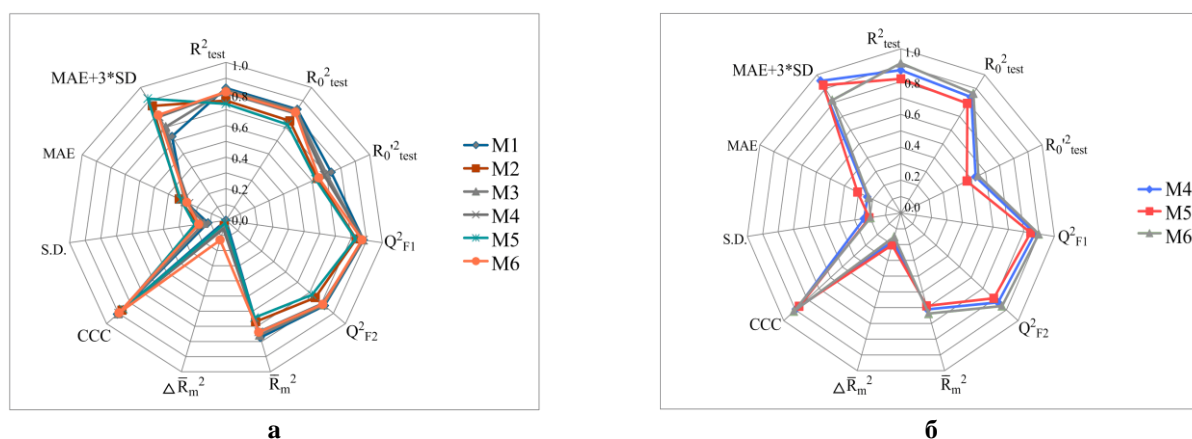 R²test
R₀²test
R₀'²test
Q²F1
Q²F2
R̅m²
△ R̅m²
CCC
S.D.
MAE
MAE+3*SD
1.0
0.8
0.6
0.4
0.2
0.0
M1
M2
M3
M4
M5
M6
а
R²test
R₀²test
R₀'²test
Q²F1
Q²F2
R̅m²
△ R̅m²
CCC
S.D.
MAE
MAE+3*SD
1.0
0.8
0.6
0.4
0.2
0.0
M4
M5
M6
б